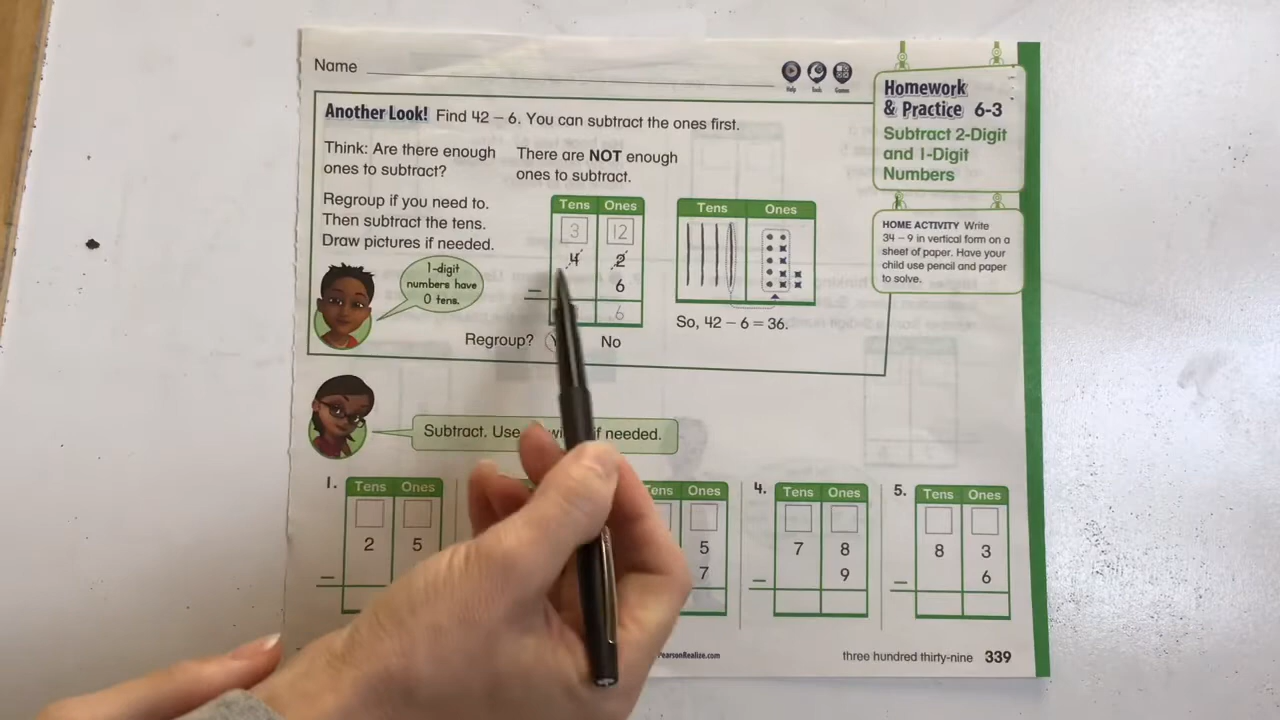 Name
Help Tools Games
Homework
& Practice 6-3
Subtract 2-Digit
and 1-Digit
Numbers
Another Look! Find 42 – 6. You can subtract the ones first.
Think: Are there enough
ones to subtract?
There are NOT enough
ones to subtract.
Regroup if you need to.
Then subtract the tens.
Draw pictures if needed.
1-digit
numbers have
0 tens.
Tens Ones
3 12
4 2
– 6
6
Regroup? No
Tens Ones
So, 42 – 6 = 36.
HOME ACTIVITY Write
34 – 9 in vertical form on a
sheet of paper. Have your
child use pencil and paper
to solve.
Subtract. Use if needed.
1.
Tens Ones
2 5
–
Tens Ones
5
7
4.
Tens Ones
7 8
– 9
5.
Tens Ones
8 3
– 6
PearsonRealize.com
three hundred thirty-nine 339